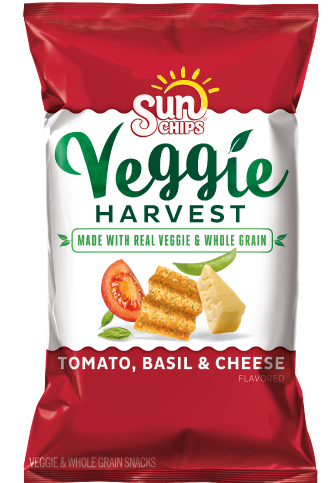 Sun
CHIPS®
Veggie
HARVEST
MADE WITH REAL VEGGIE & WHOLE GRAIN
TOMATO, BASIL & CHEESE
FLAVORED
VEGGIE & WHOLE GRAIN SNACKS